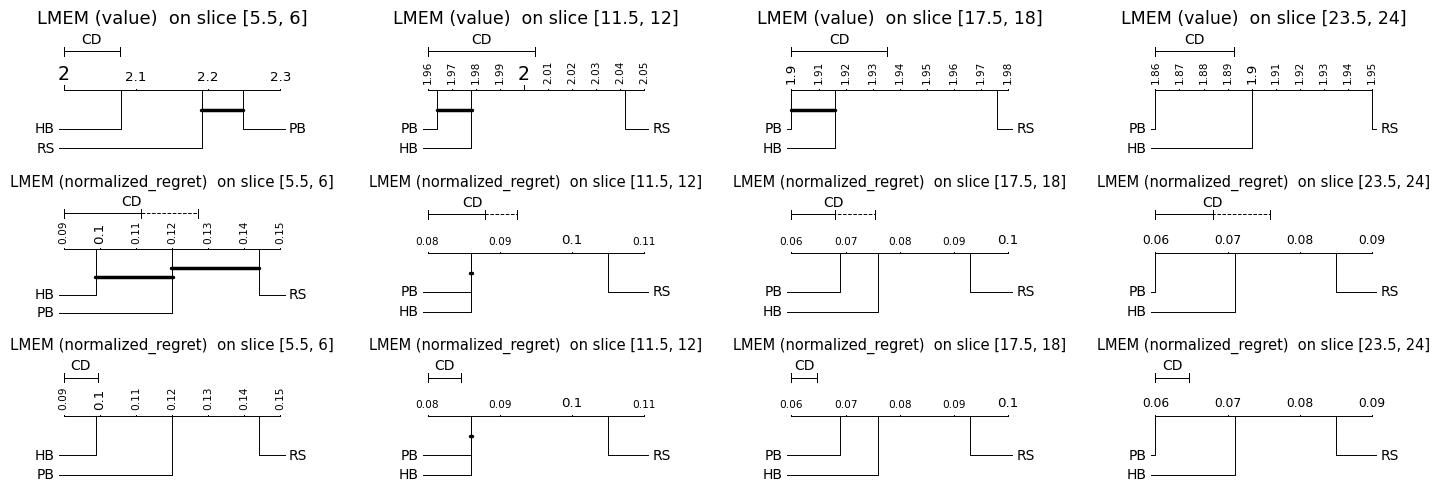 LMEM (value)  on slice [5.5, 6]
CD
2 2.1 2.2 2.3
HB PB
RS
LMEM (value)  on slice [11.5, 12]
CD
1.96 1.97 1.98 1.99 2 2.01 2.02 2.03 2.04 2.05
PB RS
HB
LMEM (value)  on slice [17.5, 18]
CD
1.9 1.91 1.92 1.93 1.94 1.95 1.96 1.97 1.98
PB RS
HB
LMEM (value)  on slice [23.5, 24]
CD
1.86 1.87 1.88 1.89 1.9 1.91 1.92 1.93 1.94 1.95
PB RS
HB
LMEM (normalized_regret)  on slice [5.5, 6]
CD
0.09 0.1 0.11 0.12 0.13 0.14 0.15
HB RS
PB
LMEM (normalized_regret)  on slice [11.5, 12]
CD
0.08 0.09 0.1 0.11
PB RS
HB
LMEM (normalized_regret)  on slice [17.5, 18]
CD
0.06 0.07 0.08 0.09 0.1
PB RS
HB
LMEM (normalized_regret)  on slice [23.5, 24]
CD
0.06 0.07 0.08 0.09
PB RS
HB
LMEM (normalized_regret)  on slice [5.5, 6]
CD
0.09 0.1 0.11 0.12 0.13 0.14 0.15
HB RS
PB
LMEM (normalized_regret)  on slice [11.5, 12]
CD
0.08 0.09 0.1 0.11
PB RS
HB
LMEM (normalized_regret)  on slice [17.5, 18]
CD
0.06 0.07 0.08 0.09 0.1
PB RS
HB
LMEM (normalized_regret)  on slice [23.5, 24]
CD
0.06 0.07 0.08 0.09
PB RS
HB